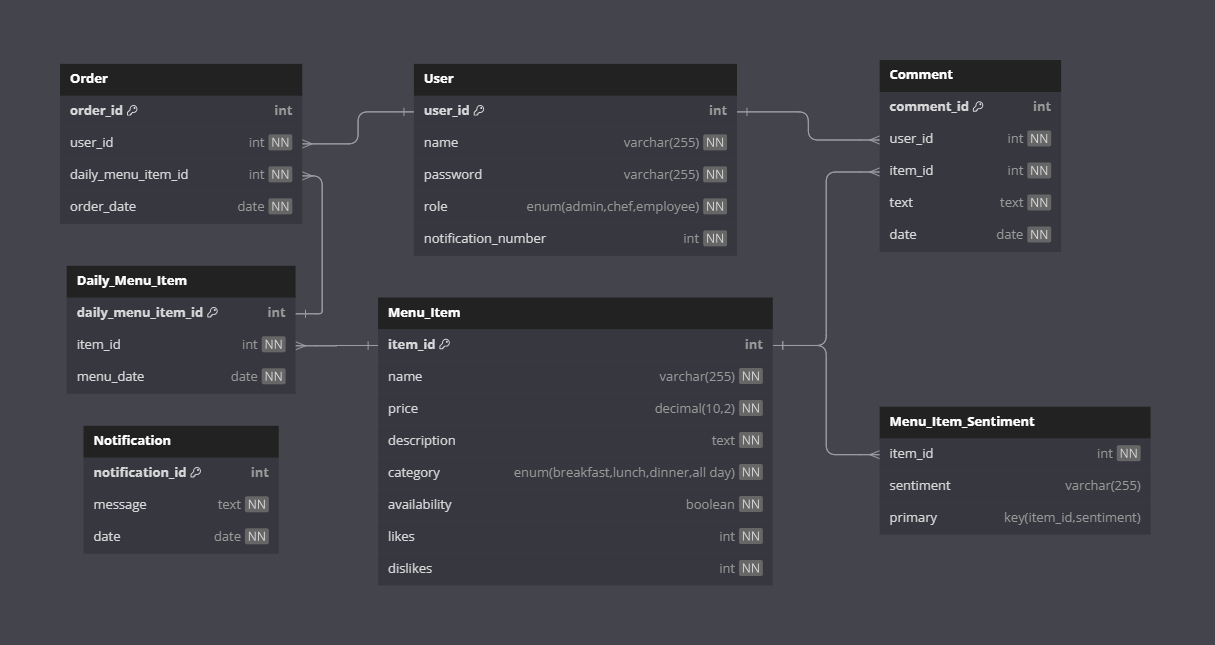 Order
order_id int
user_id int NN
daily_menu_item_id int NN
order_date date NN
User
user_id int
name varchar(255) NN
password varchar(255) NN
role enum(admin,chef,employee) NN
notification_number int NN
Comment
comment_id int
user_id int NN
item_id int NN
text text NN
date date NN
Daily_Menu_Item
daily_menu_item_id int
item_id int NN
menu_date date NN
Menu_Item
item_id int
name varchar(255) NN
price decimal(10,2) NN
description text NN
category enum(breakfast,lunch,dinner,all day) NN
availability boolean NN
likes int NN
dislikes int NN
Notification
notification_id int
message text NN
date date NN
Menu_Item_Sentiment
item_id int NN
sentiment varchar(255)
primary key(item_id,sentiment)